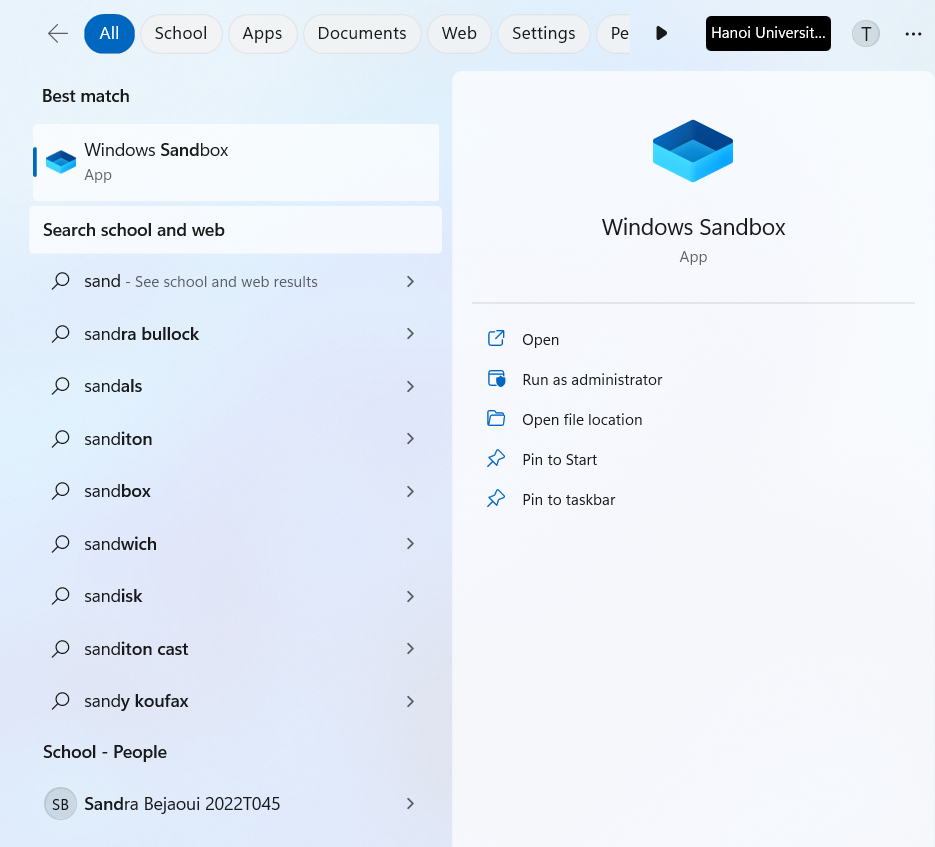 All School Apps Documents Web Settings Pe Hanoi Universit... T ...
Best match
Windows Sandbox
App
Search school and web
sand - See school and web results
sandra bullock
sandals
sanditon
sandbox
sandwich
sandisk
sanditon cast
sandy koufax
School - People
SB Sandra Bejaoui 2022T045
Windows Sandbox
App
Open
Run as administrator
Open file location
Pin to Start
Pin to taskbar